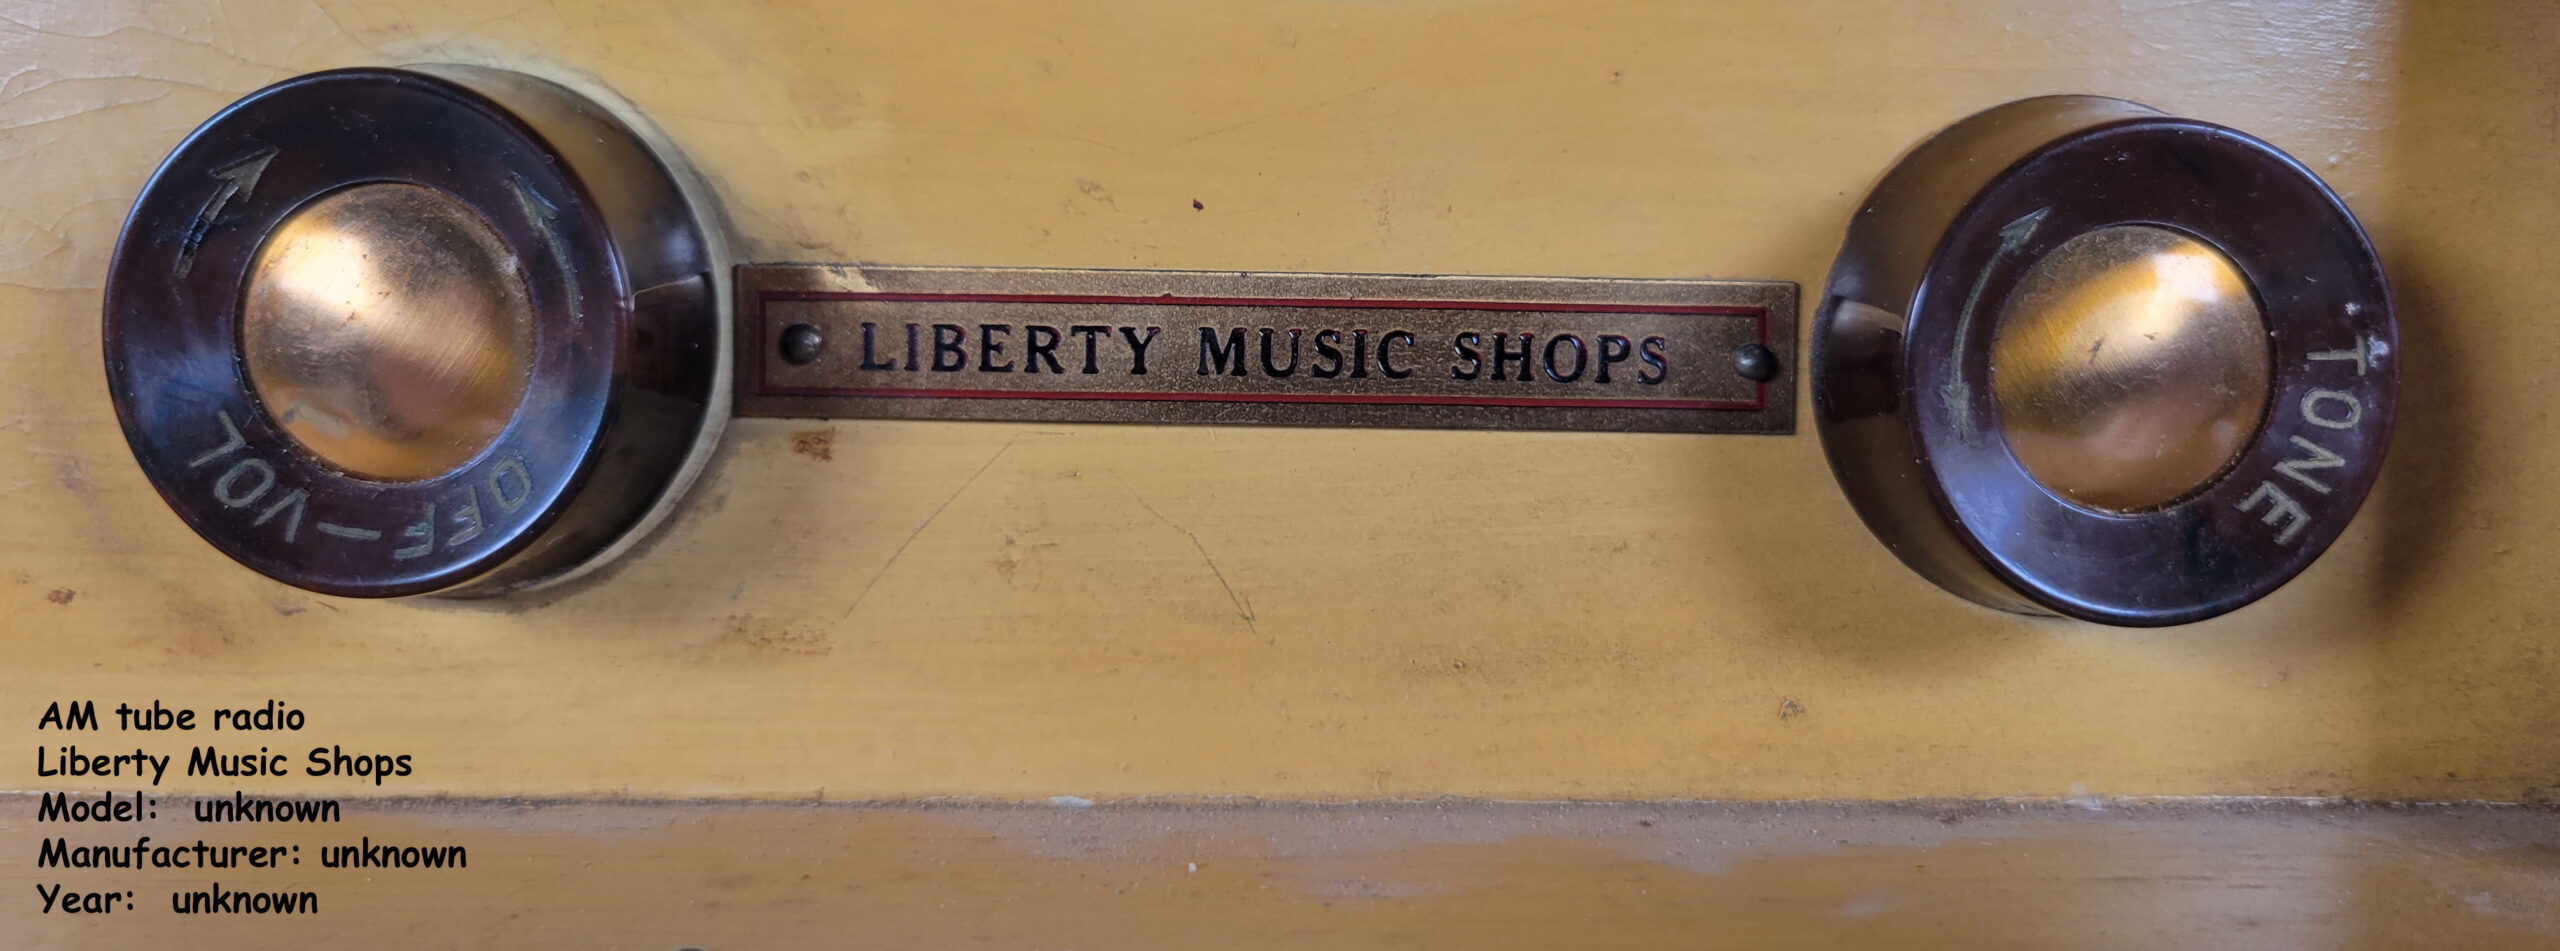 OFF-VOL
LIBERTY MUSIC SHOPS
TONE
AM tube radio
Liberty Music Shops
Model: unknown
Manufacturer: unknown
Year: unknown